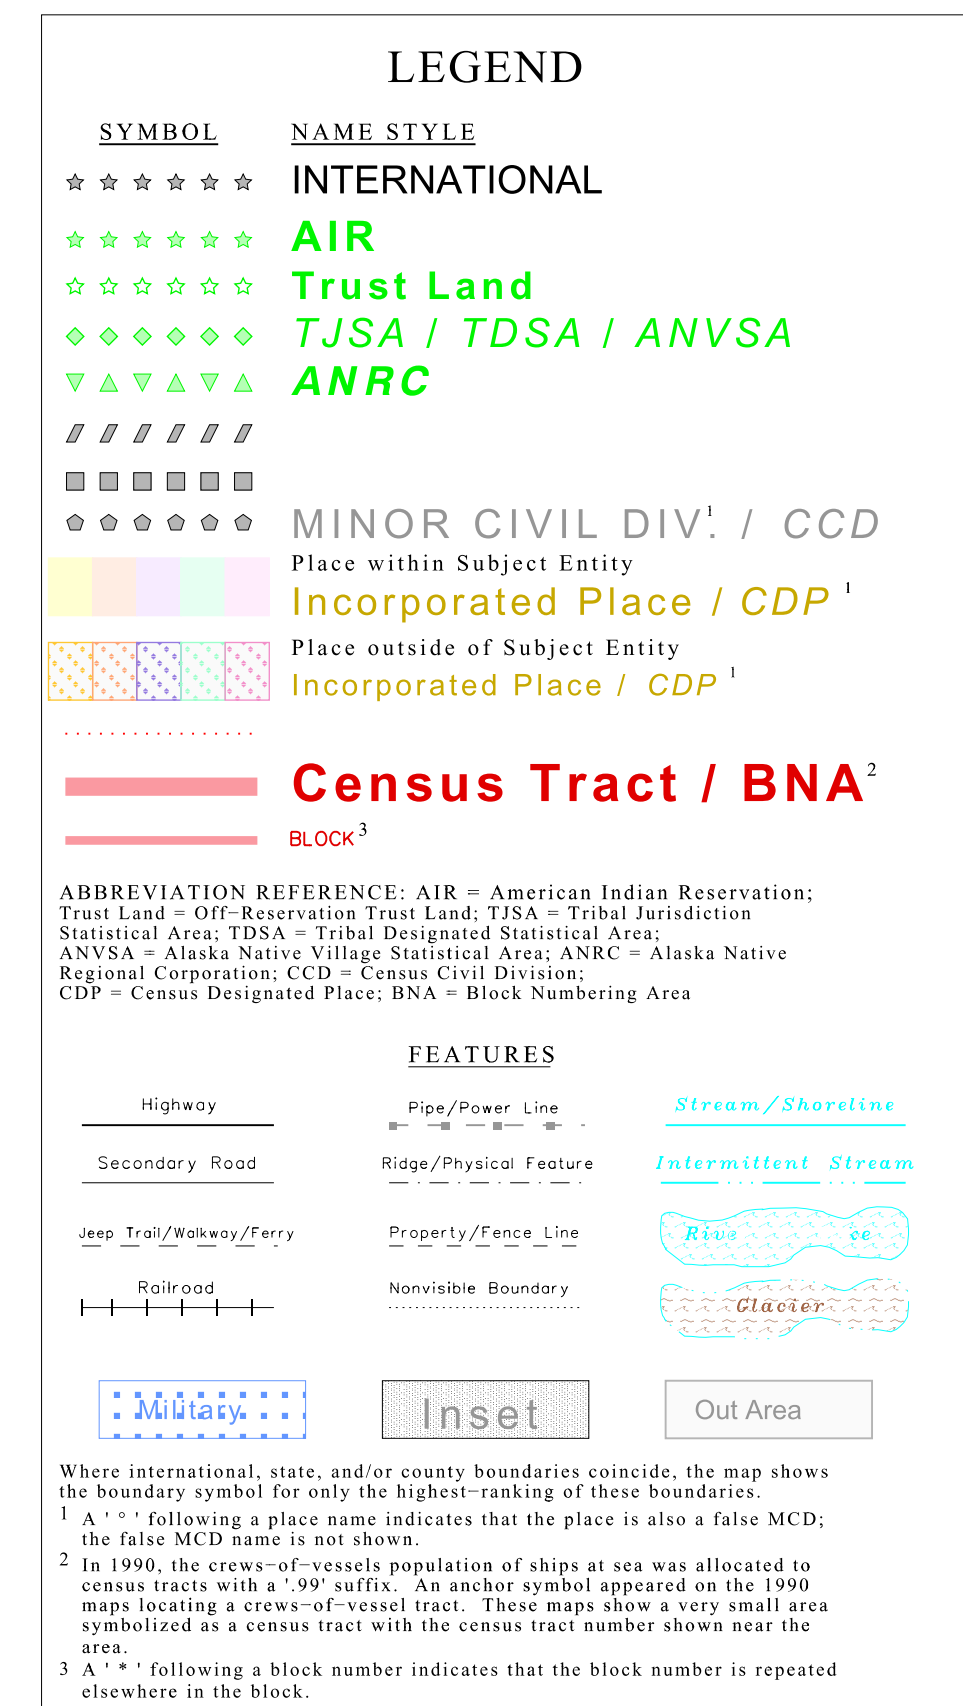 LEGEND
SYMBOL NAME STYLE
INTERNATIONAL
AIR
Trust Land
TJSA / TDSA / ANVSA
ANRC
MINOR CIVIL DIV.¹ / CCD
Place within Subject Entity
Incorporated Place / CDP ¹
Place outside of Subject Entity
Incorporated Place / CDP ¹
Census Tract / BNA²
BLOCK³
ABBREVIATION REFERENCE: AIR = American Indian Reservation;
Trust Land = Off−Reservation Trust Land; TJSA = Tribal Jurisdiction
Statistical Area; TDSA = Tribal Designated Statistical Area;
ANVSA = Alaska Native Village Statistical Area; ANRC = Alaska Native
Regional Corporation; CCD = Census Civil Division;
CDP = Census Designated Place; BNA = Block Numbering Area
FEATURES
Highway Pipe/Power Line Stream/Shoreline
Secondary Road Ridge/Physical Feature Intermittent Stream
Jeep Trail/Walkway/Ferry Property/Fence Line
Railroad Nonvisible Boundary
Glacier
Military Inset Out Area
Where international, state, and/or county boundaries coincide, the map shows
the boundary symbol for only the highest−ranking of these boundaries.
1 A ' ° ' following a place name indicates that the place is also a false MCD;
the false MCD name is not shown.
2 In 1990, the crews−of−vessels population of ships at sea was allocated to
census tracts with a '.99' suffix. An anchor symbol appeared on the 1990
maps locating a crews−of−vessel tract. These maps show a very small area
symbolized as a census tract with the census tract number shown near the
area.
3 A ' * ' following a block number indicates that the block number is repeated
elsewhere in the block.